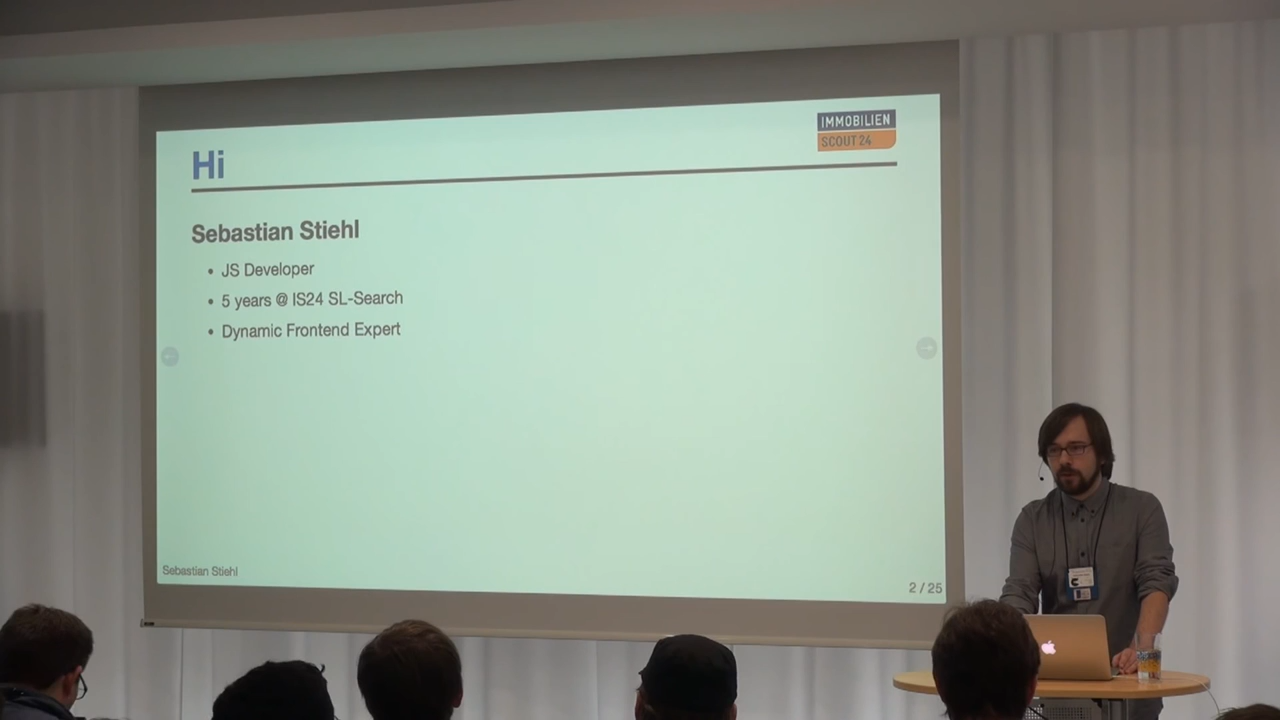 Hi
IMMOBILIEN
SCOUT 24
Sebastian Stiehl
• JS Developer
• 5 years @ IS24 SL-Search
• Dynamic Frontend Expert
Sebastian Stiehl
2 / 25